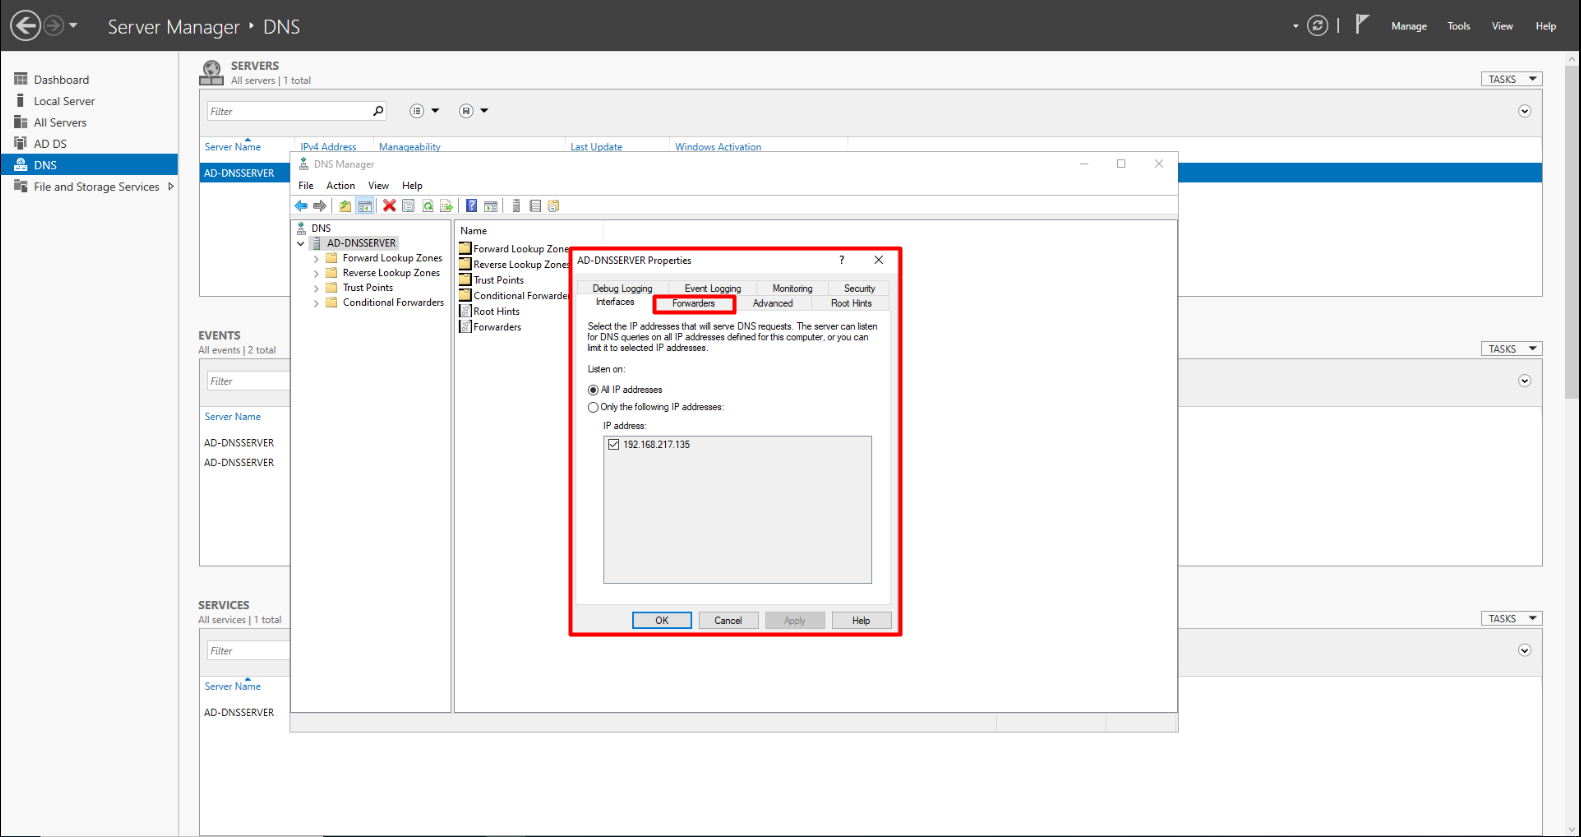 Server Manager ‣ DNS
Manage Tools View Help
Dashboard
Local Server
All Servers
AD DS
DNS
File and Storage Services
SERVERS
All servers | 1 total
TASKS
Filter
Server Name IPv4 Address Manageability Last Update Windows Activation
AD-DNSSERVER
EVENTS
All events | 2 total
TASKS
Filter
Server Name
AD-DNSSERVER
AD-DNSSERVER
SERVICES
All services | 1 total
TASKS
Filter
Server Name
AD-DNSSERVER
DNS Manager
File Action View Help
DNS
AD-DNSSERVER
Forward Lookup Zones
Reverse Lookup Zones
Trust Points
Conditional Forwarders
Name
Forward Lookup Zone
Reverse Lookup Zones
Trust Points
Conditional Forwarder
Root Hints
Forwarders
AD-DNSSERVER Properties
?
Debug Logging Event Logging Monitoring Security
Interfaces Forwarders Advanced Root Hints
Select the IP addresses that will serve DNS requests. The server can listen
for DNS queries on all IP addresses defined for this computer, or you can
limit it to selected IP addresses.
Listen on:
All IP addresses
Only the following IP addresses:
IP address:
192.168.217.135
OK Cancel Apply Help